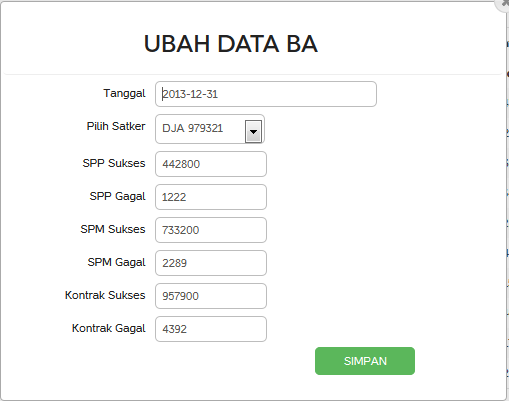 UBAH DATA BA
Tanggal 2013-12-31
Pilih Satker DJA 979321
SPP Sukses 442800
SPP Gagal 1222
SPM Sukses 733200
SPM Gagal 2289
Kontrak Sukses 957900
Kontrak Gagal 4392
SIMPAN